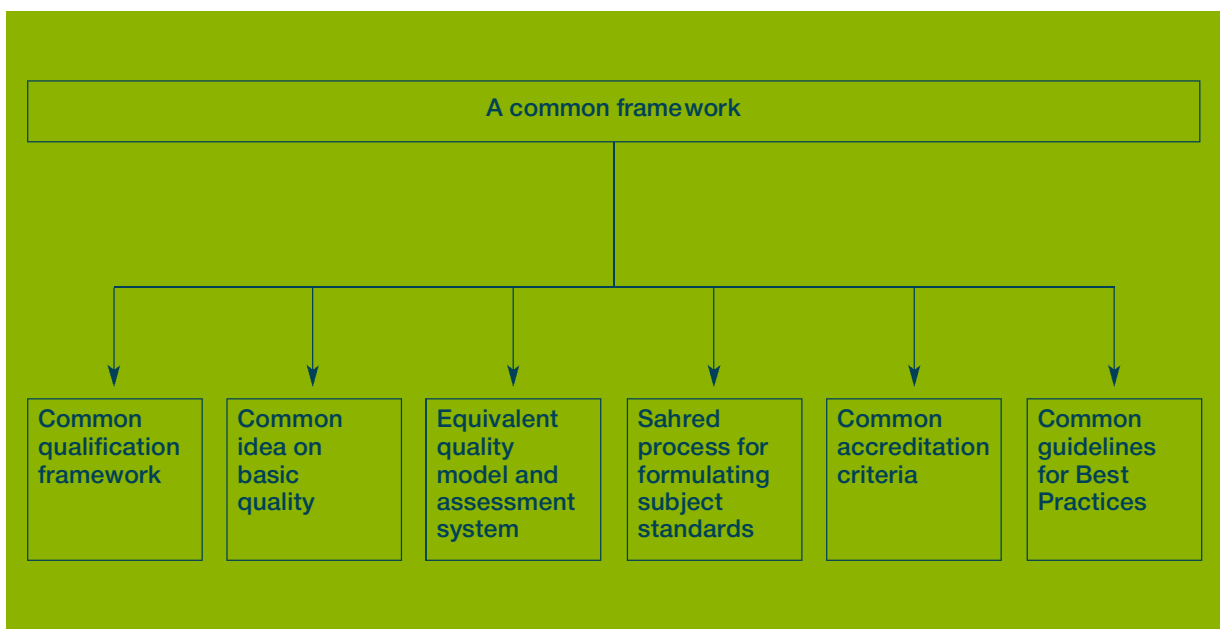 A common framework
Common
qualification
framework
Common
idea on
basic
quality
Equivalent
quality
model and
assessment
system
Sahred
process for
formulating
subject
standards
Common
accreditation
criteria
Common
guidelines
for Best
Practices